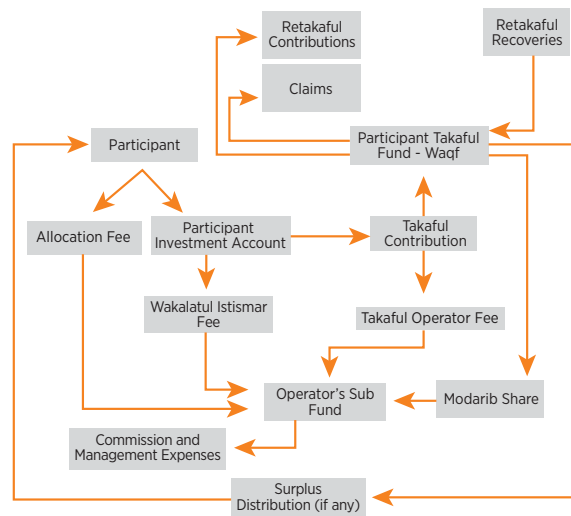 Retakaful
Contributions
Retakaful
Recoveries
Claims
Participant Takaful
Fund - Waqf
Participant
Allocation Fee
Participant
Investment Account
Takaful
Contribution
Wakalatul Istismar
Fee
Takaful Operator Fee
Operator's Sub
Fund
Modarib Share
Commission and
Management Expenses
Surplus
Distribution (if any)